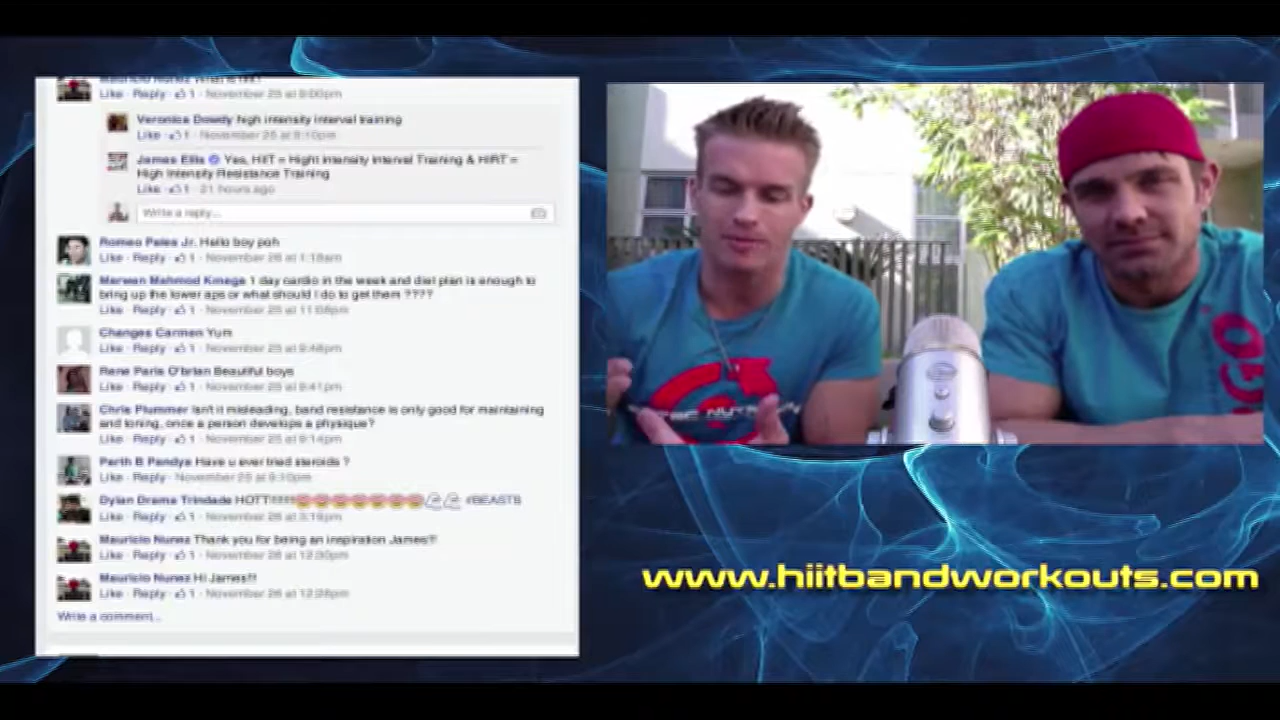 Mauricio Nunez What is hiit?
Like · Reply · 1 · November 25 at 9:00pm
Veronica Dowdy high intensity interval training
Like · 1 · November 25 at 9:10pm
James Ellis Yes, HIIT = Hight Intensity Interval Training & HIRT =
High Intensity Resistance Training
Like · 1 · 21 hours ago
Write a reply...
Romeo Palea Jr. Hello boy pah
Like · Reply · 1 · November 26 at 1:18am
Marwan Mahmod Kmega 1 day cardio in the week and diet plan is enough to
bring up the lower aps or what should I do to get them ????
Like · Reply · 1 · November 25 at 11:08pm
Changes Carmen Yum
Like · Reply · 1 · November 25 at 9:48pm
Rene Paris O'brian Beautiful boys
Like · Reply · 1 · November 25 at 9:41pm
Chris Plummer Isn't it misleading, band resistance is only good for maintaining
and toning, once a person develops a physique?
Like · Reply · 1 · November 25 at 9:14pm
Parth B Pandya Have u ever tried steroids ?
Like · Reply · November 25 at 9:10pm
Dylan Drama Trindade HOTT!!!!!! #BEASTS
Like · Reply · 1 · November 26 at 3:16pm
Mauricio Nunez Thank you for being an inspiration James!!!
Like · Reply · 1 · November 26 at 12:30pm
Mauricio Nunez Hi James!!!
Like · Reply · 1 · November 26 at 12:28pm
Write a comment...
www.hiitbandworkouts.com